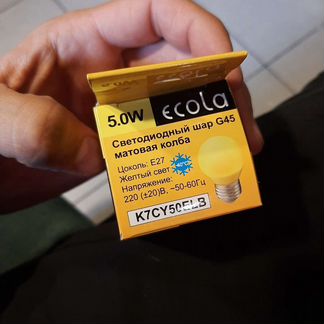 5.0W ecola
Светодиодный шар G45
матовая колба
Цоколь: E27
Желтый свет
Напряжение:
220 (±20)В, ~50-60Гц
K7CY50ELB